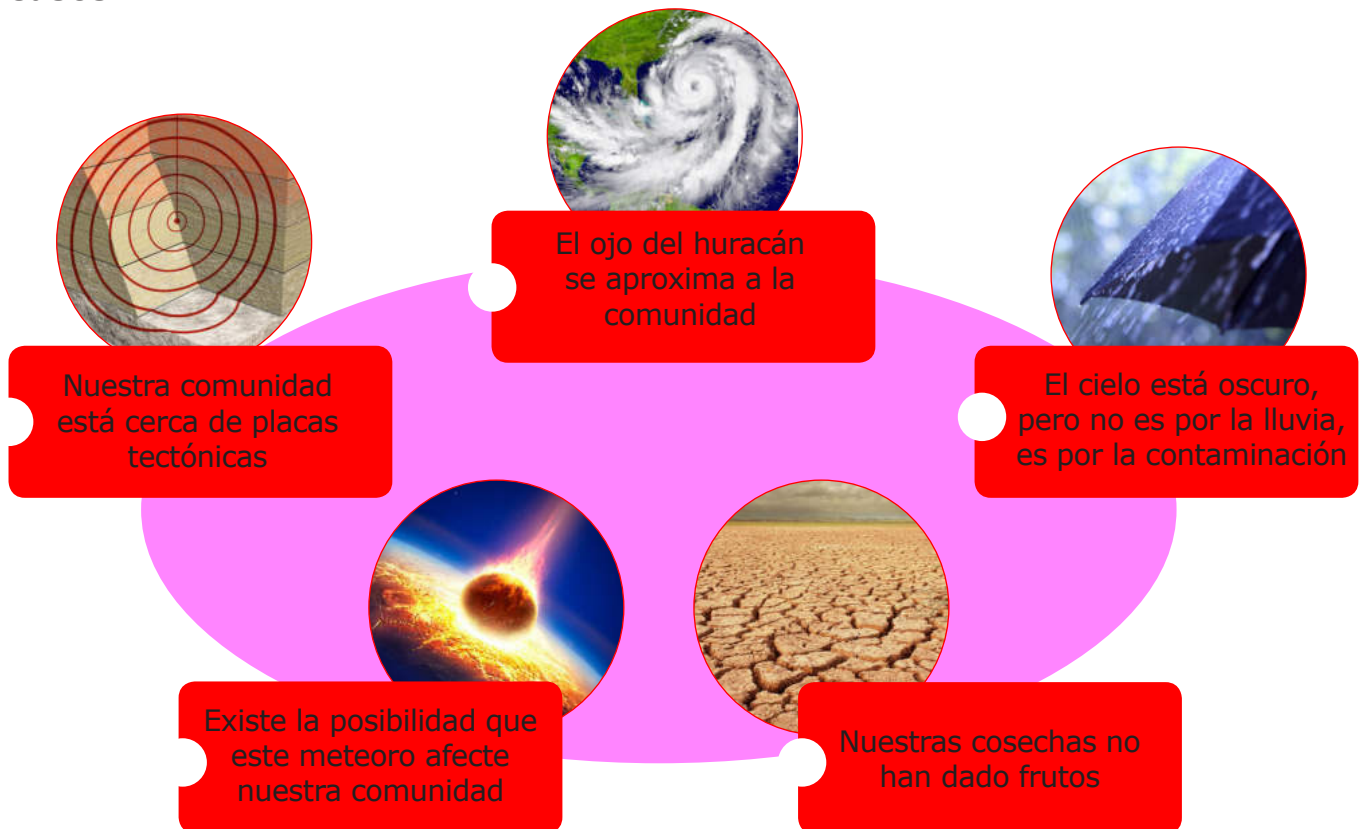 El ojo del huracán
se aproxima a la
comunidad
Nuestra comunidad
está cerca de placas
tectónicas
El cielo está oscuro,
pero no es por la lluvia,
es por la contaminación
Existe la posibilidad que
este meteoro afecte
nuestra comunidad
Nuestras cosechas no
han dado frutos